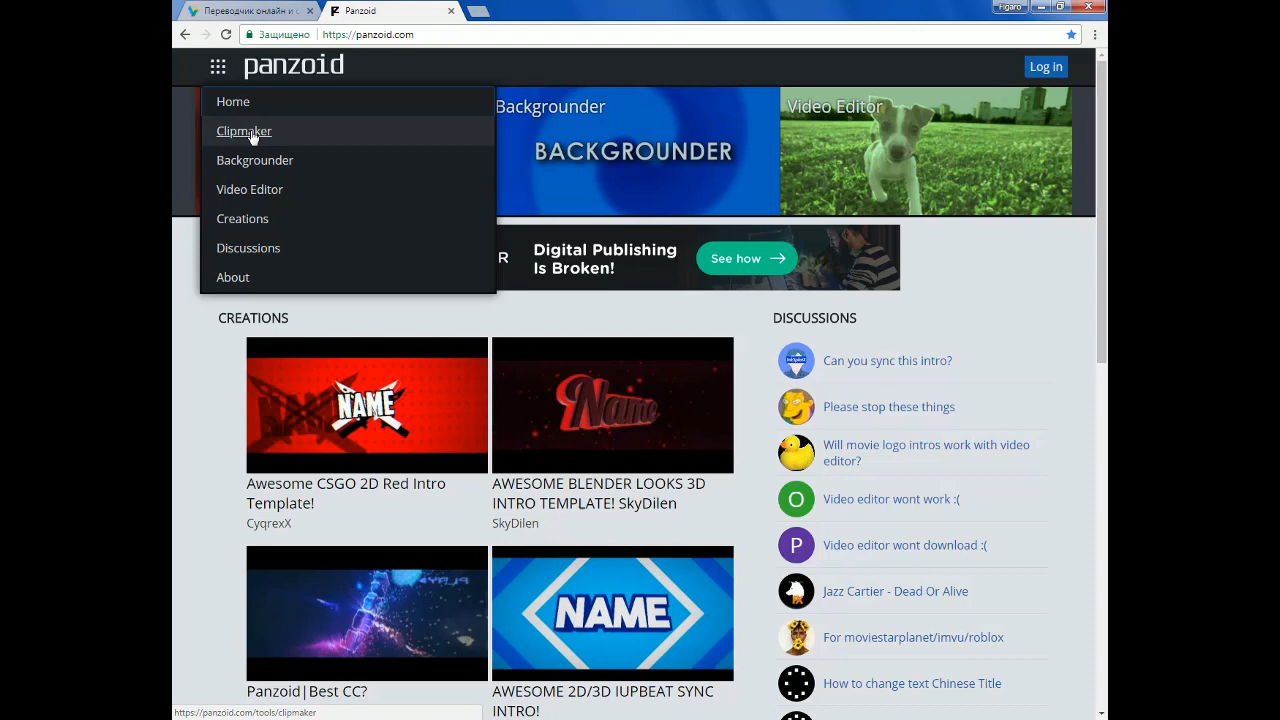 Переводчик онлайн и с
Panzoid
Figaro
Защищено
https://panzoid.com
panzoid
Log in
Home
Clipmaker
Backgrounder
Video Editor
Creations
Discussions
About
Backgrounder
BACKGROUNDER
Video Editor
R
Digital Publishing
Is Broken!
See how
CREATIONS
NAME
Awesome CSGO 2D Red Intro
Template!
CyqrexX
Name
AWESOME BLENDER LOOKS 3D
INTRO TEMPLATE! SkyDilen
SkyDilen
Panzoid|Best CC?
NAME
AWESOME 2D/3D IUPBEAT SYNC
INTRO!
DISCUSSIONS
Can you sync this intro?
Please stop these things
Will movie logo intros work with video
editor?
O
Video editor wont work :(
P
Video editor wont download :(
Jazz Cartier - Dead Or Alive
For moviestarplanet/imvu/roblox
How to change text Chinese Title
https://panzoid.com/tools/clipmaker